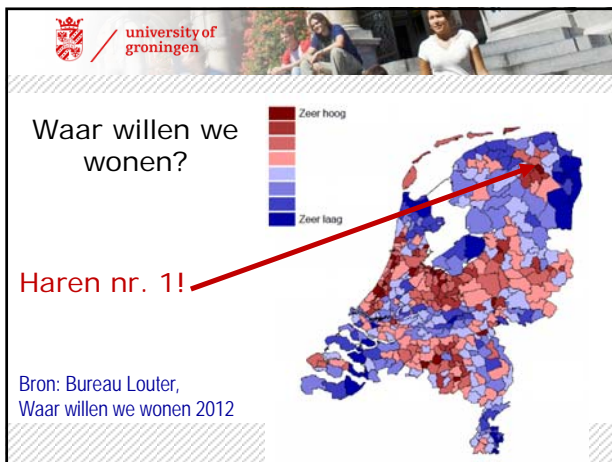 university of
groningen
Waar willen we
wonen?
Zeer hoog
Zeer laag
Haren nr. 1!
Bron: Bureau Louter,
Waar willen we wonen 2012